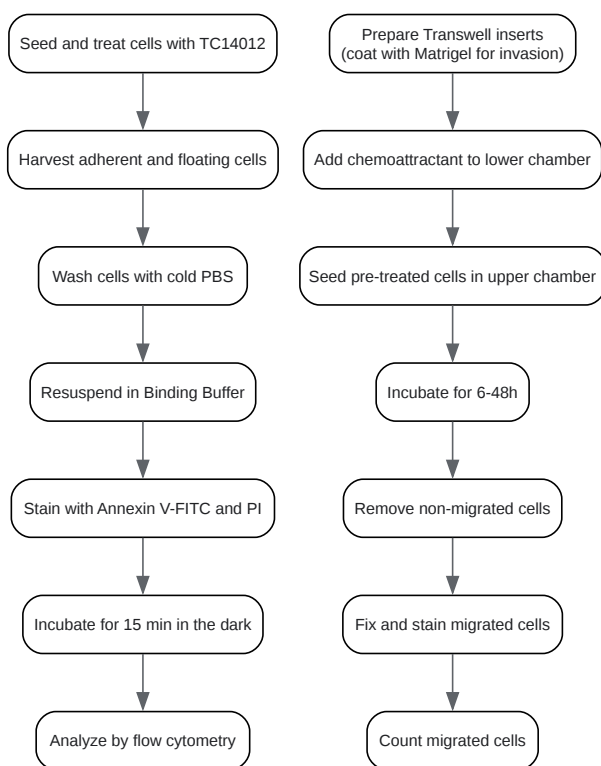 Seed and treat cells with TC14012
Harvest adherent and floating cells
Wash cells with cold PBS
Resuspend in Binding Buffer
Stain with Annexin V-FITC and PI
Incubate for 15 min in the dark
Analyze by flow cytometry
Prepare Transwell inserts
(coat with Matrigel for invasion)
Add chemoattractant to lower chamber
Seed pre-treated cells in upper chamber
Incubate for 6-48h
Remove non-migrated cells
Fix and stain migrated cells
Count migrated cells